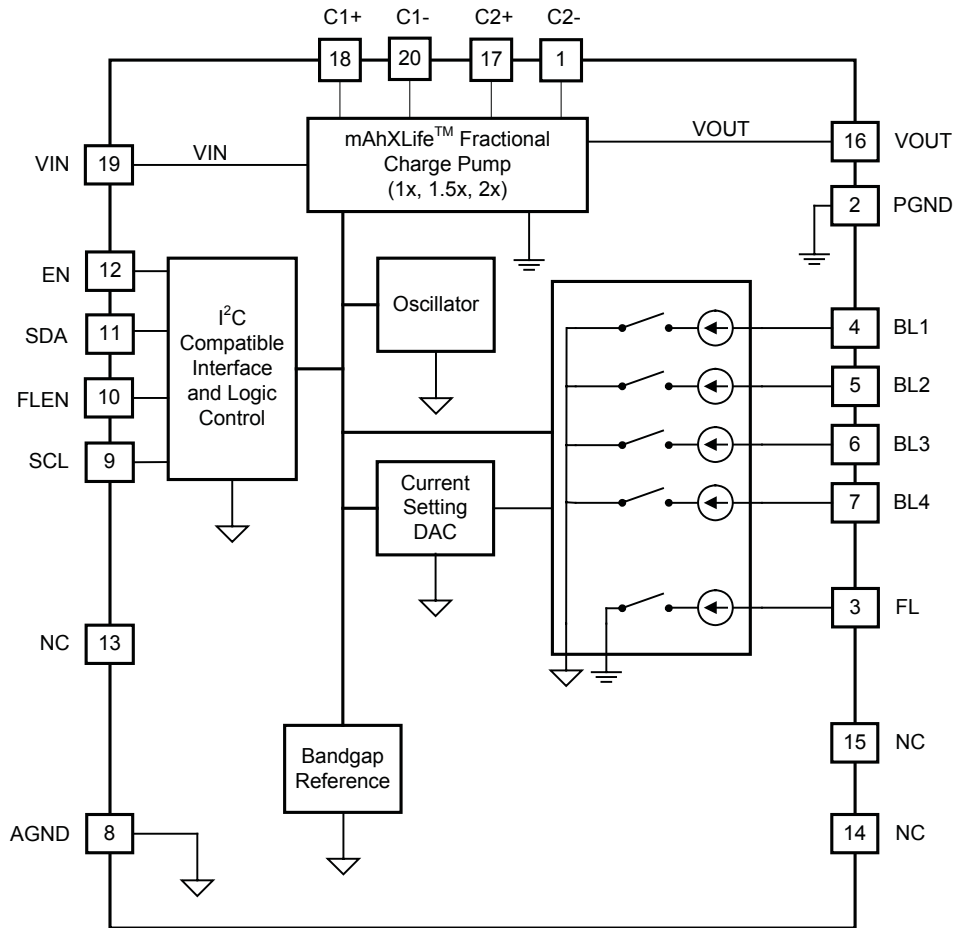 C1+ C1- C2+ C2-
18 20 17 1
mAhXLife™ Fractional
Charge Pump
(1x, 1.5x, 2x)
VIN 19 VIN
VOUT 16 VOUT
2 PGND
EN 12
SDA 11
FLEN 10
SCL 9
I²C
Compatible
Interface
and Logic
Control
Oscillator
4 BL1
5 BL2
6 BL3
7 BL4
Current
Setting
DAC
3 FL
NC 13
15 NC
Bandgap
Reference
AGND 8
14 NC